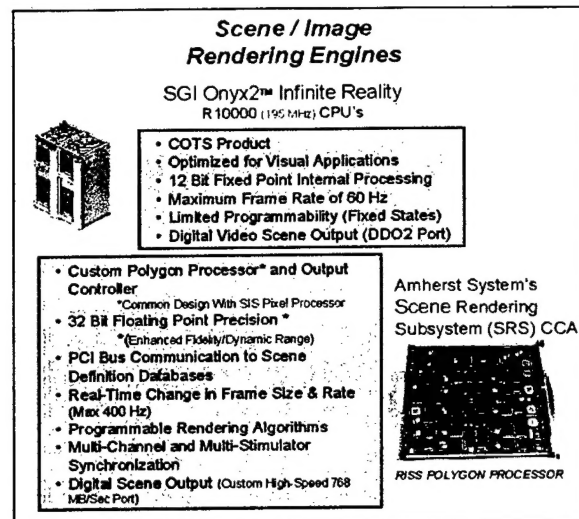 Scene / Image
Rendering Engines
SGI Onyx2™ Infinite Reality
R10000 (195 MHz) CPU's
• COTS Product
• Optimized for Visual Applications
• 12 Bit Fixed Point Internal Processing
• Maximum Frame Rate of 60 Hz
• Limited Programmability (Fixed States)
• Digital Video Scene Output (DDO2 Port)
• Custom Polygon Processor* and Output
Controller
*Common Design With SIS Pixel Processor
• 32 Bit Floating Point Precision *
*(Enhanced Fidelity/Dynamic Range)
• PCI Bus Communication to Scene
Definition Databases
• Real-Time Change in Frame Size & Rate
(Max 400 Hz)
• Programmable Rendering Algorithms
• Multi-Channel and Multi-Stimulator
Synchronization
• Digital Scene Output (Custom High-Speed 768
MB/Sec Port)
Amherst System's
Scene Rendering
Subsystem (SRS) CCA
RISS POLYGON PROCESSOR